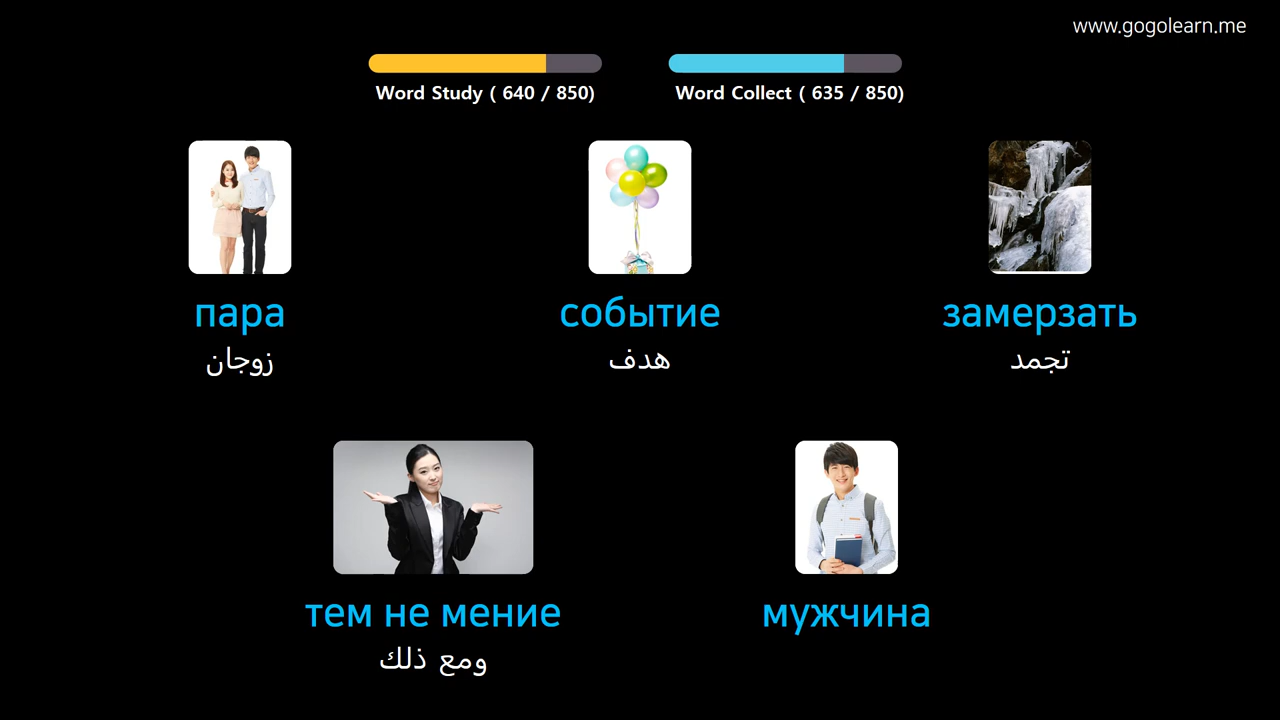 www.gogolearn.me
Word Study ( 640 / 850)
Word Collect ( 635 / 850)
пара
زوجان
событие
هدف
замерзать
تجمد
тем не мение
ومع ذلك
мужчина